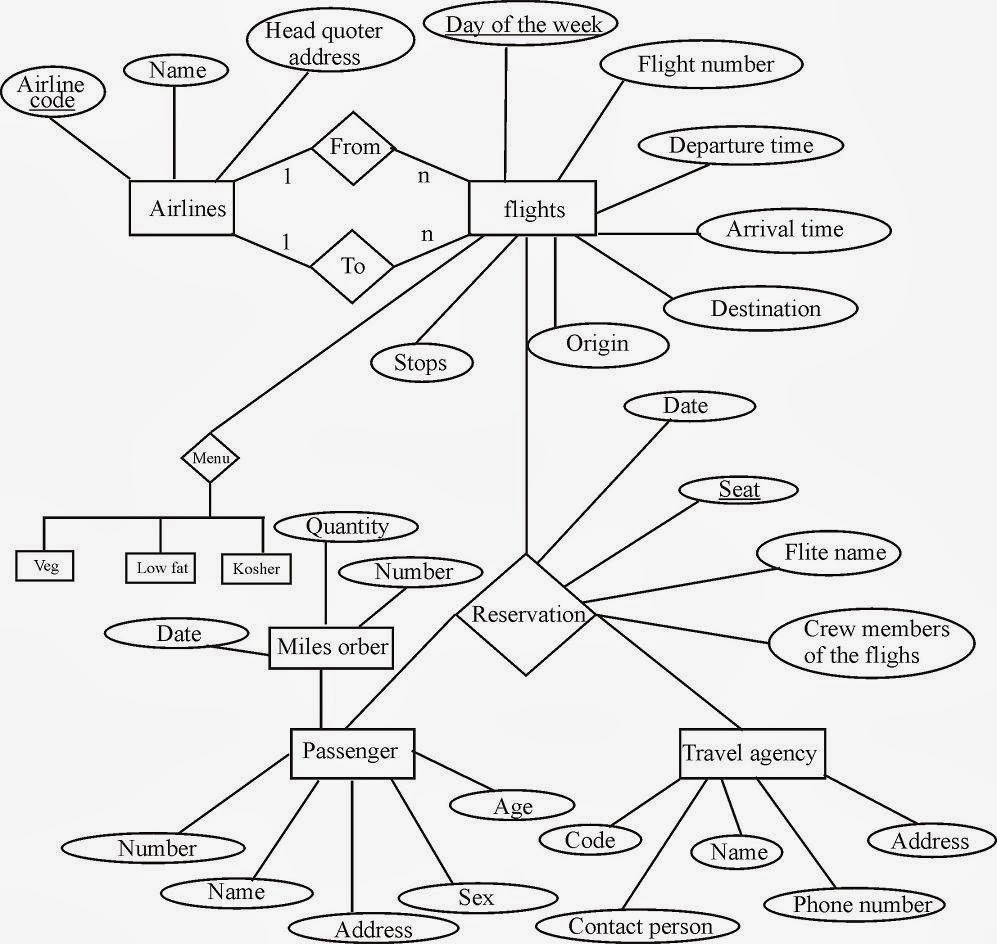 Day of the week
Head quoter
address
Flight number
Name
Airline
code
From
Departure time
1
n
Airlines
flights
Arrival time
1
n
To
Destination
Origin
Stops
Date
Menu
Seat
Quantity
Flite name
Veg
Low fat
Kosher
Number
Reservation
Date
Crew members
of the flighs
Miles orber
Passenger
Travel agency
Age
Code
Address
Number
Name
Name
Sex
Phone number
Address
Contact person